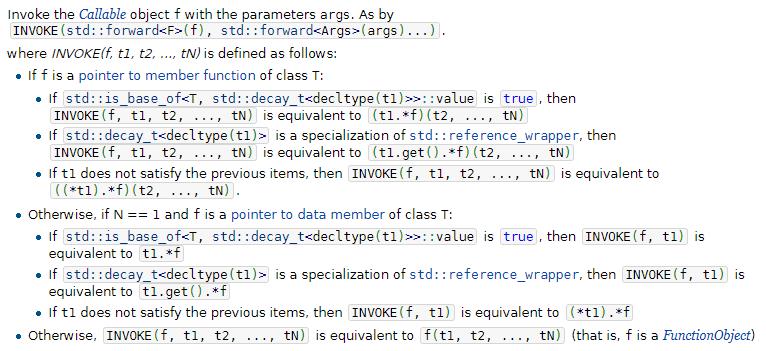 Invoke the Callable object f with the parameters args. As by
INVOKE(std::forward<F>(f), std::forward<Args>(args)...).
where INVOKE(f, t1, t2, ..., tN) is defined as follows:
• If f is a pointer to member function of class T:
• If std::is_base_of<T, std::decay_t<decltype(t1)>>::value is true, then
INVOKE(f, t1, t2, ..., tN) is equivalent to (t1.*f)(t2, ..., tN)
• If std::decay_t<decltype(t1)> is a specialization of std::reference_wrapper, then
INVOKE(f, t1, t2, ..., tN) is equivalent to (t1.get().*f)(t2, ..., tN)
• If t1 does not satisfy the previous items, then INVOKE(f, t1, t2, ..., tN) is equivalent to
((*t1).*f)(t2, ..., tN).
• Otherwise, if N == 1 and f is a pointer to data member of class T:
• If std::is_base_of<T, std::decay_t<decltype(t1)>>::value is true, then INVOKE(f, t1) is
equivalent to t1.*f
• If std::decay_t<decltype(t1)> is a specialization of std::reference_wrapper, then INVOKE(f, t1) is
equivalent to t1.get().*f
• If t1 does not satisfy the previous items, then INVOKE(f, t1) is equivalent to (*t1).*f
• Otherwise, INVOKE(f, t1, t2, ..., tN) is equivalent to f(t1, t2, ..., tN) (that is, f is a FunctionObject)